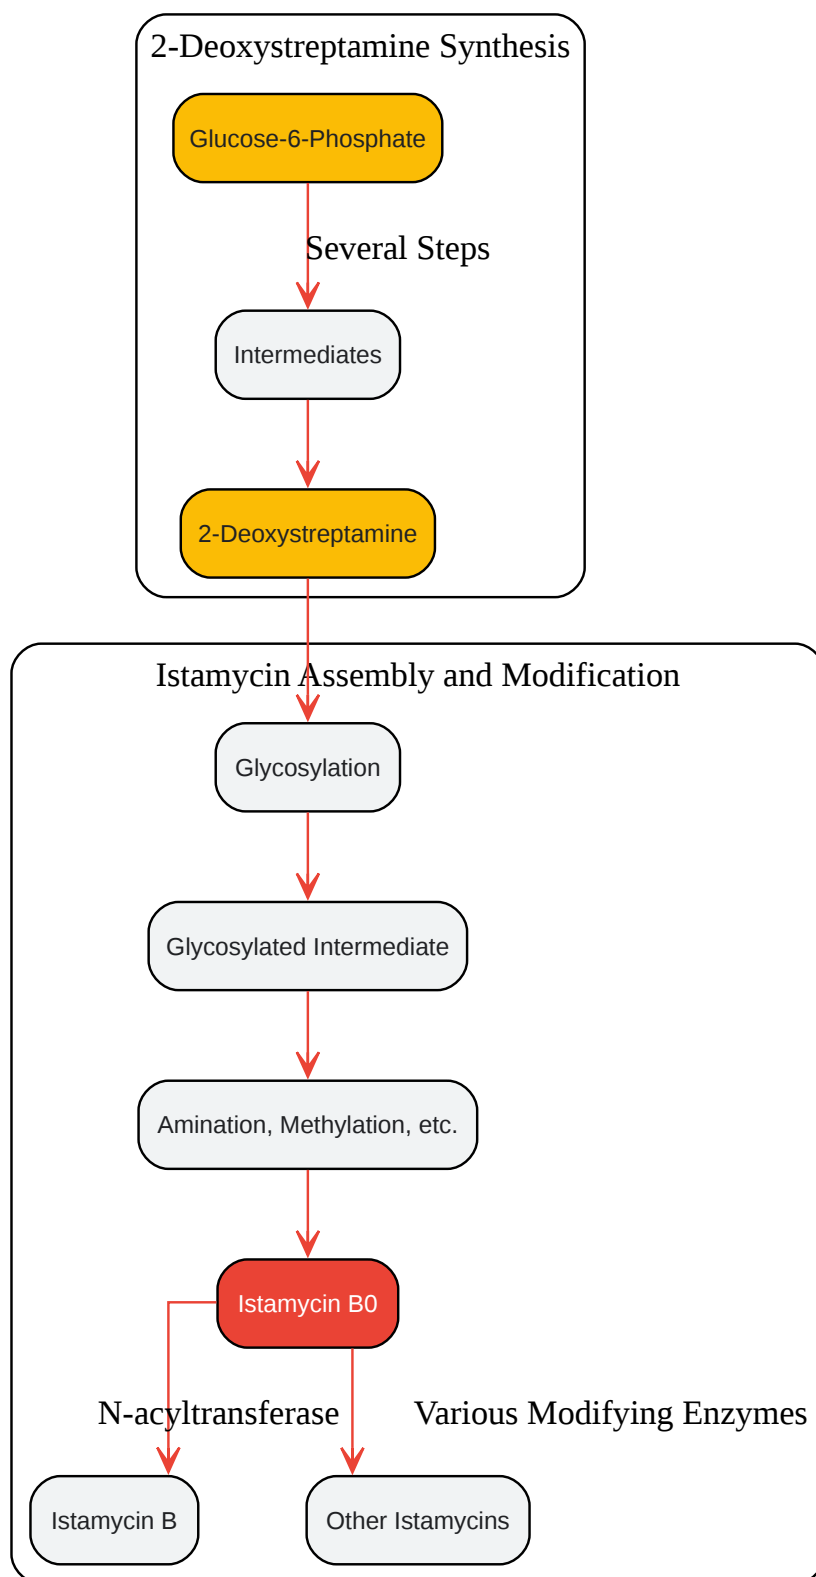 2-Deoxystreptamine Synthesis
Glucose-6-Phosphate
Several Steps
Intermediates
2-Deoxystreptamine
Istamycin Assembly and Modification
Glycosylation
Glycosylated Intermediate
Amination, Methylation, etc.
Istamycin B0
N-acyltransferase
Various Modifying Enzymes
Istamycin B
Other Istamycins